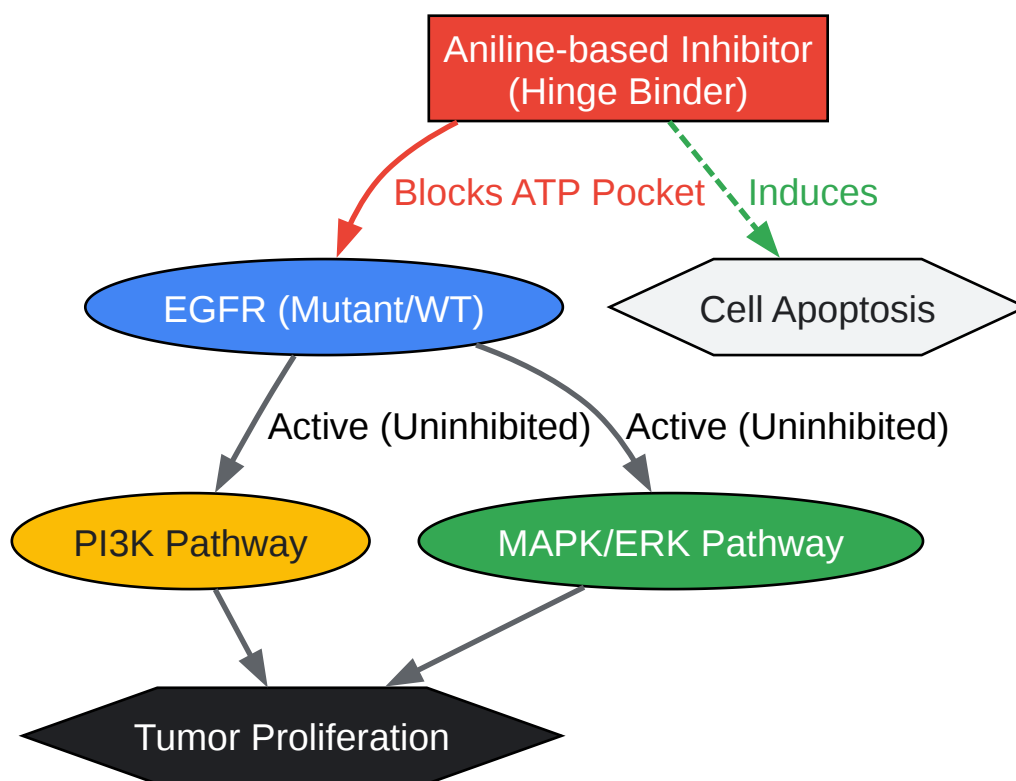 Aniline-based Inhibitor
(Hinge Binder)
Blocks ATP Pocket
Induces
EGFR (Mutant/WT)
Cell Apoptosis
Active (Uninhibited)
Active (Uninhibited)
PI3K Pathway
MAPK/ERK Pathway
Tumor Proliferation